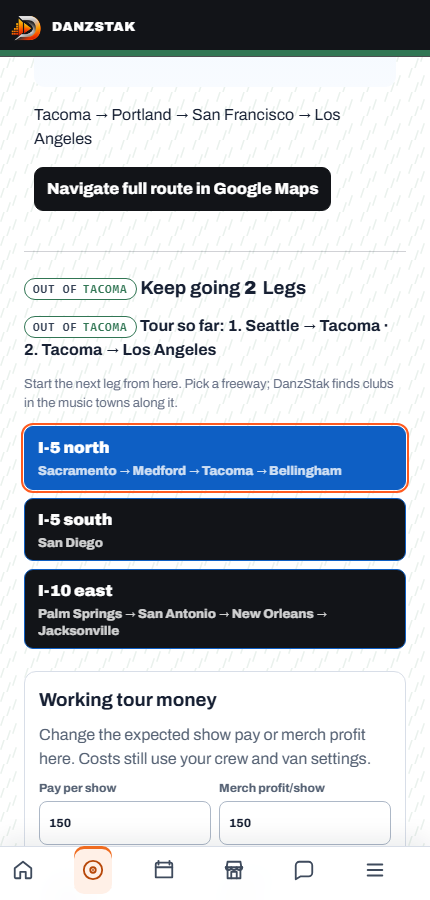 DANZSTAK
Tacoma → Portland → San Francisco → Los
Angeles
Navigate full route in Google Maps
OUT OF TACOMA Keep going 2 Legs
OUT OF TACOMA Tour so far: 1. Seattle → Tacoma ·
2. Tacoma → Los Angeles
Start the next leg from here. Pick a freeway; DanzStak finds clubs
in the music towns along it.
I-5 north
Sacramento → Medford → Tacoma → Bellingham
I-5 south
San Diego
I-10 east
Palm Springs → San Antonio → New Orleans →
Jacksonville
Working tour money
Change the expected show pay or merch profit
here. Costs still use your crew and van settings.
Pay per show Merch profit/show
150 150